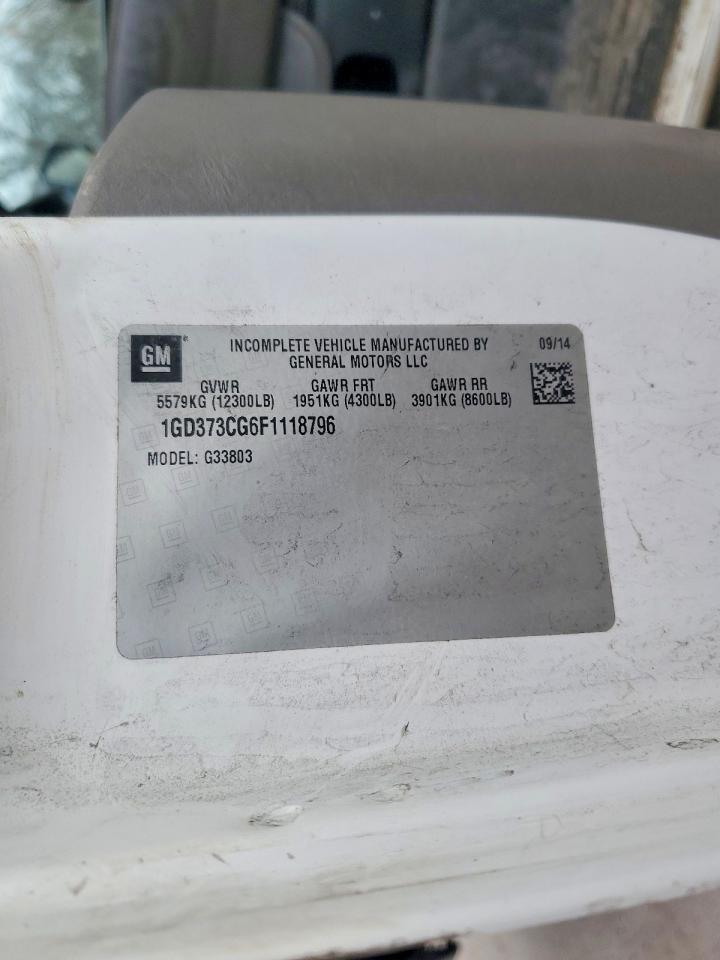 GM
INCOMPLETE VEHICLE MANUFACTURED BY
GENERAL MOTORS LLC
09/14
GVWR GAWR FRT GAWR RR
5579KG (12300LB) 1951KG (4300LB) 3901KG (8600LB)
1GD373CG6F1118796
MODEL: G33803